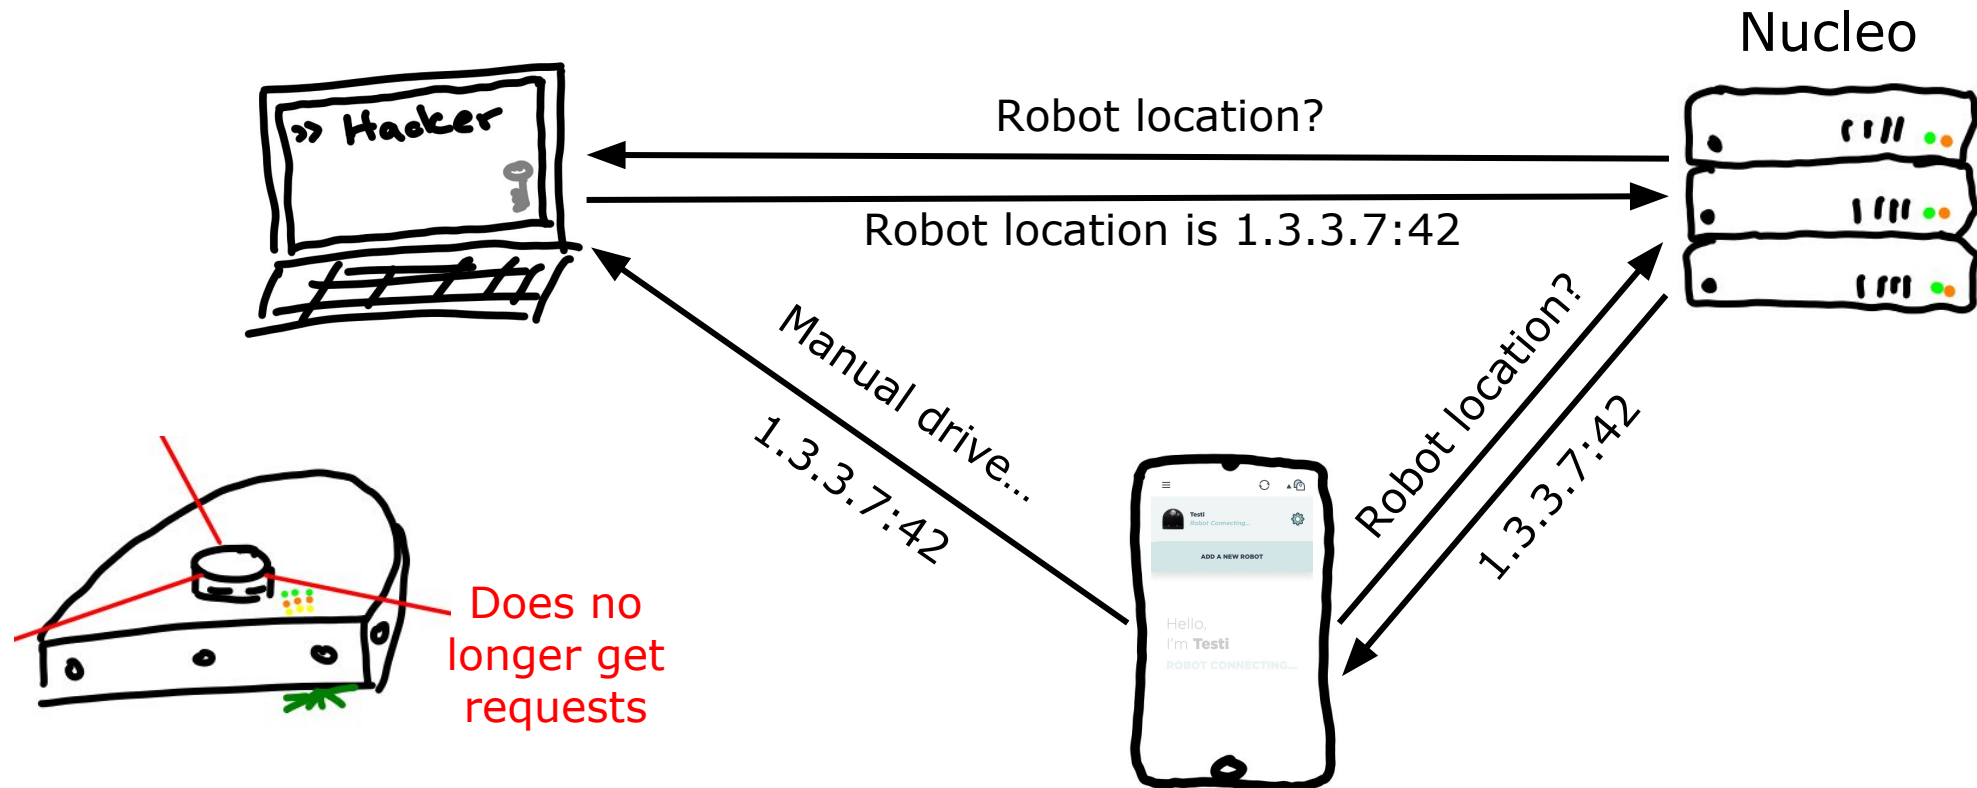 Nucleo
>> Hacker
Robot location?
Robot location is 1.3.3.7:42
Manual drive...
1.3.3.7:42
Robot location?
1.3.3.7:42
Testi
Robot Connecting...
ADD A NEW ROBOT
Hello,
I'm Testi
ROBOT CONNECTING...
Does no
longer get
requests